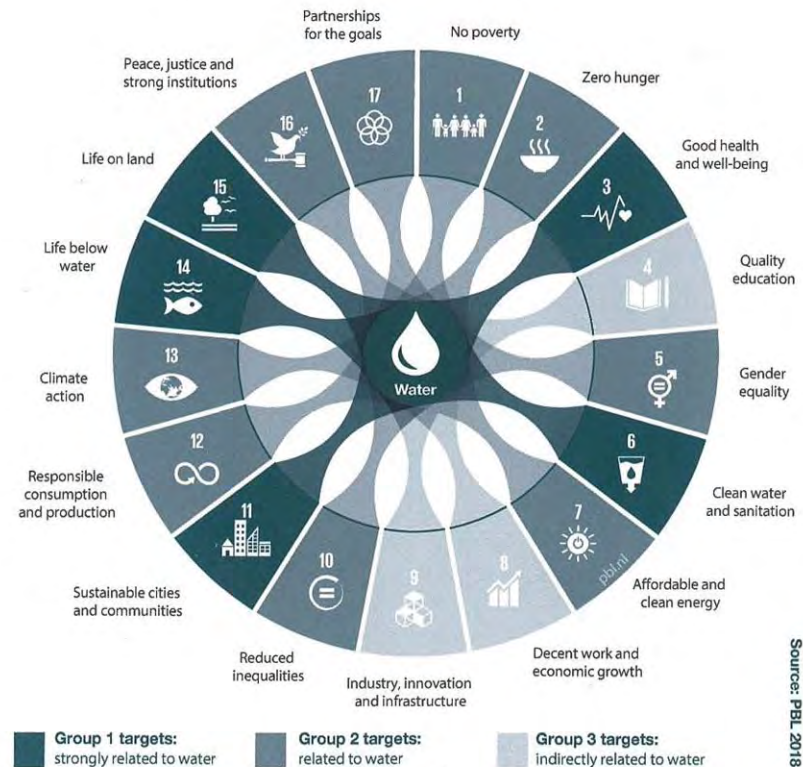 Partnerships
for the goals
No poverty
Zero hunger
Good health
and well-being
Quality
education
Gender
equality
Clean water
and sanitation
Affordable and
clean energy
Decent work and
economic growth
Industry, innovation
and infrastructure
Reduced
inequalities
Sustainable cities
and communities
Responsible
consumption
and production
Climate
action
Life below
water
Life on land
Peace, justice and
strong institutions
17
1
2
3
4
5
6
7
8
9
10
11
12
13
14
15
16
Water
pbl.nl
Source: PBL 2018
Group 1 targets:
strongly related to water
Group 2 targets:
related to water
Group 3 targets:
indirectly related to water